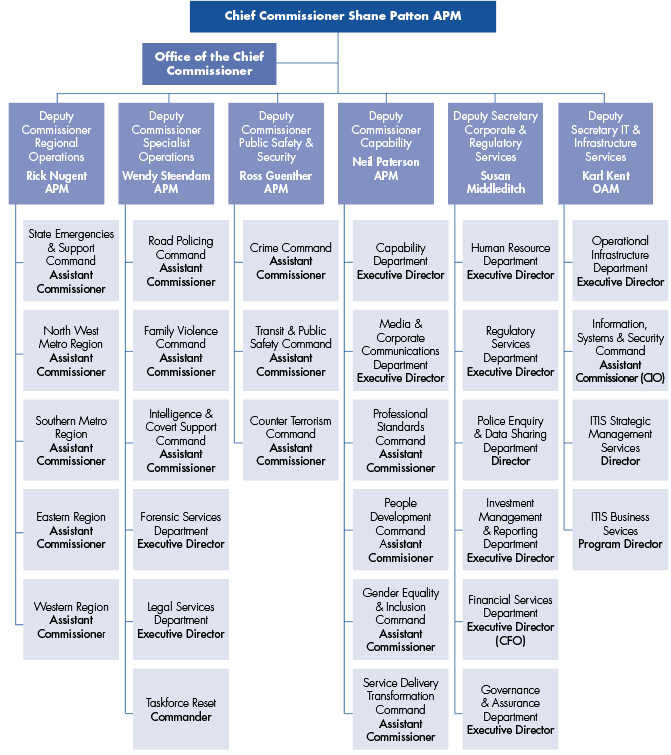 Chief Commissioner Shane Patton APM
Office of the Chief
Commissioner
Deputy
Commissioner
Regional
Operations
Rick Nugent
APM
State Emergencies
& Support
Command
Assistant
Commissioner
North West
Metro Region
Assistant
Commissioner
Southern Metro
Region
Assistant
Commissioner
Eastern Region
Assistant
Commissioner
Western Region
Assistant
Commissioner
Deputy
Commissioner
Specialist
Operations
Wendy Steendam
APM
Road Policing
Command
Assistant
Commissioner
Family Violence
Command
Assistant
Commissioner
Intelligence &
Covert Support
Command
Assistant
Commissioner
Forensic Services
Department
Executive Director
Legal Services
Department
Executive Director
Taskforce Reset
Commander
Deputy
Commissioner
Public Safety &
Security
Ross Guenther
APM
Crime Command
Assistant
Commissioner
Transit & Public
Safety Command
Assistant
Commissioner
Counter Terrorism
Command
Assistant
Commissioner
Deputy
Commissioner
Capability
Neil Paterson
APM
Capability
Department
Executive Director
Media &
Corporate
Communications
Department
Executive Director
Professional
Standards
Command
Assistant
Commissioner
People
Development
Command
Assistant
Commisioner
Gender Equality
& Inclusion
Command
Assistant
Commissioner
Service Delivery
Transformation
Command
Assistant
Commissioner
Deputy Secretary
Corporate &
Regulatory
Services
Susan
Middleditch
Human Resource
Department
Executive Director
Regulatory
Services
Department
Executive Director
Police Enquiry
& Data Sharing
Department
Director
Investment
Management
& Reporting
Department
Executive Director
Financial Services
Department
Executive Director
(CFO)
Governance
& Assurance
Department
Executive Director
Deputy
Secretary IT &
Infrastructure
Services
Karl Kent
OAM
Operational
Infrastructure
Department
Executive Director
Information,
Systems & Security
Command
Assistant
Commissioner (CIO)
ITIS Strategic
Management
Services
Director
ITIS Business
Sevices
Program Director